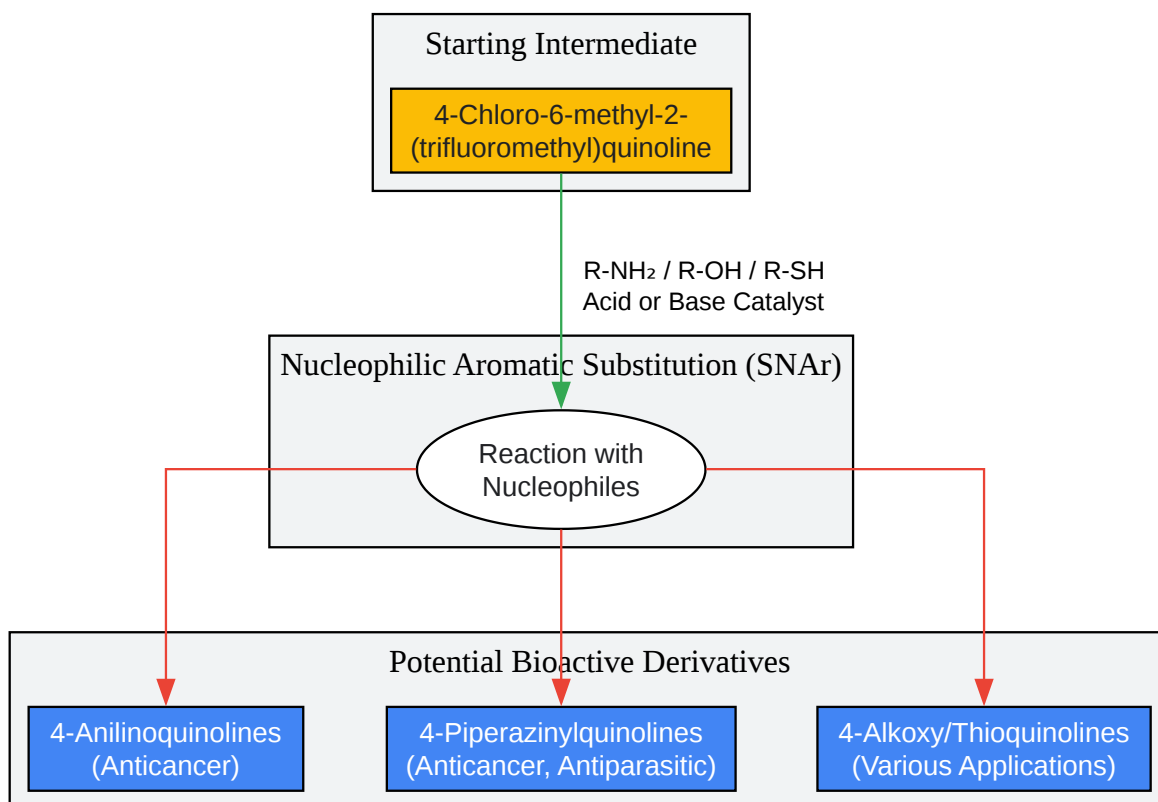 Starting Intermediate
4-Chloro-6-methyl-2-
(trifluoromethyl)quinoline
R-NH₂ / R-OH / R-SH
Acid or Base Catalyst
Nucleophilic Aromatic Substitution (SNAr)
Reaction with
Nucleophiles
Potential Bioactive Derivatives
4-Anilinoquinolines
(Anticancer)
4-Piperazinylquinolines
(Anticancer, Antiparasitic)
4-Alkoxy/Thioquinolines
(Various Applications)